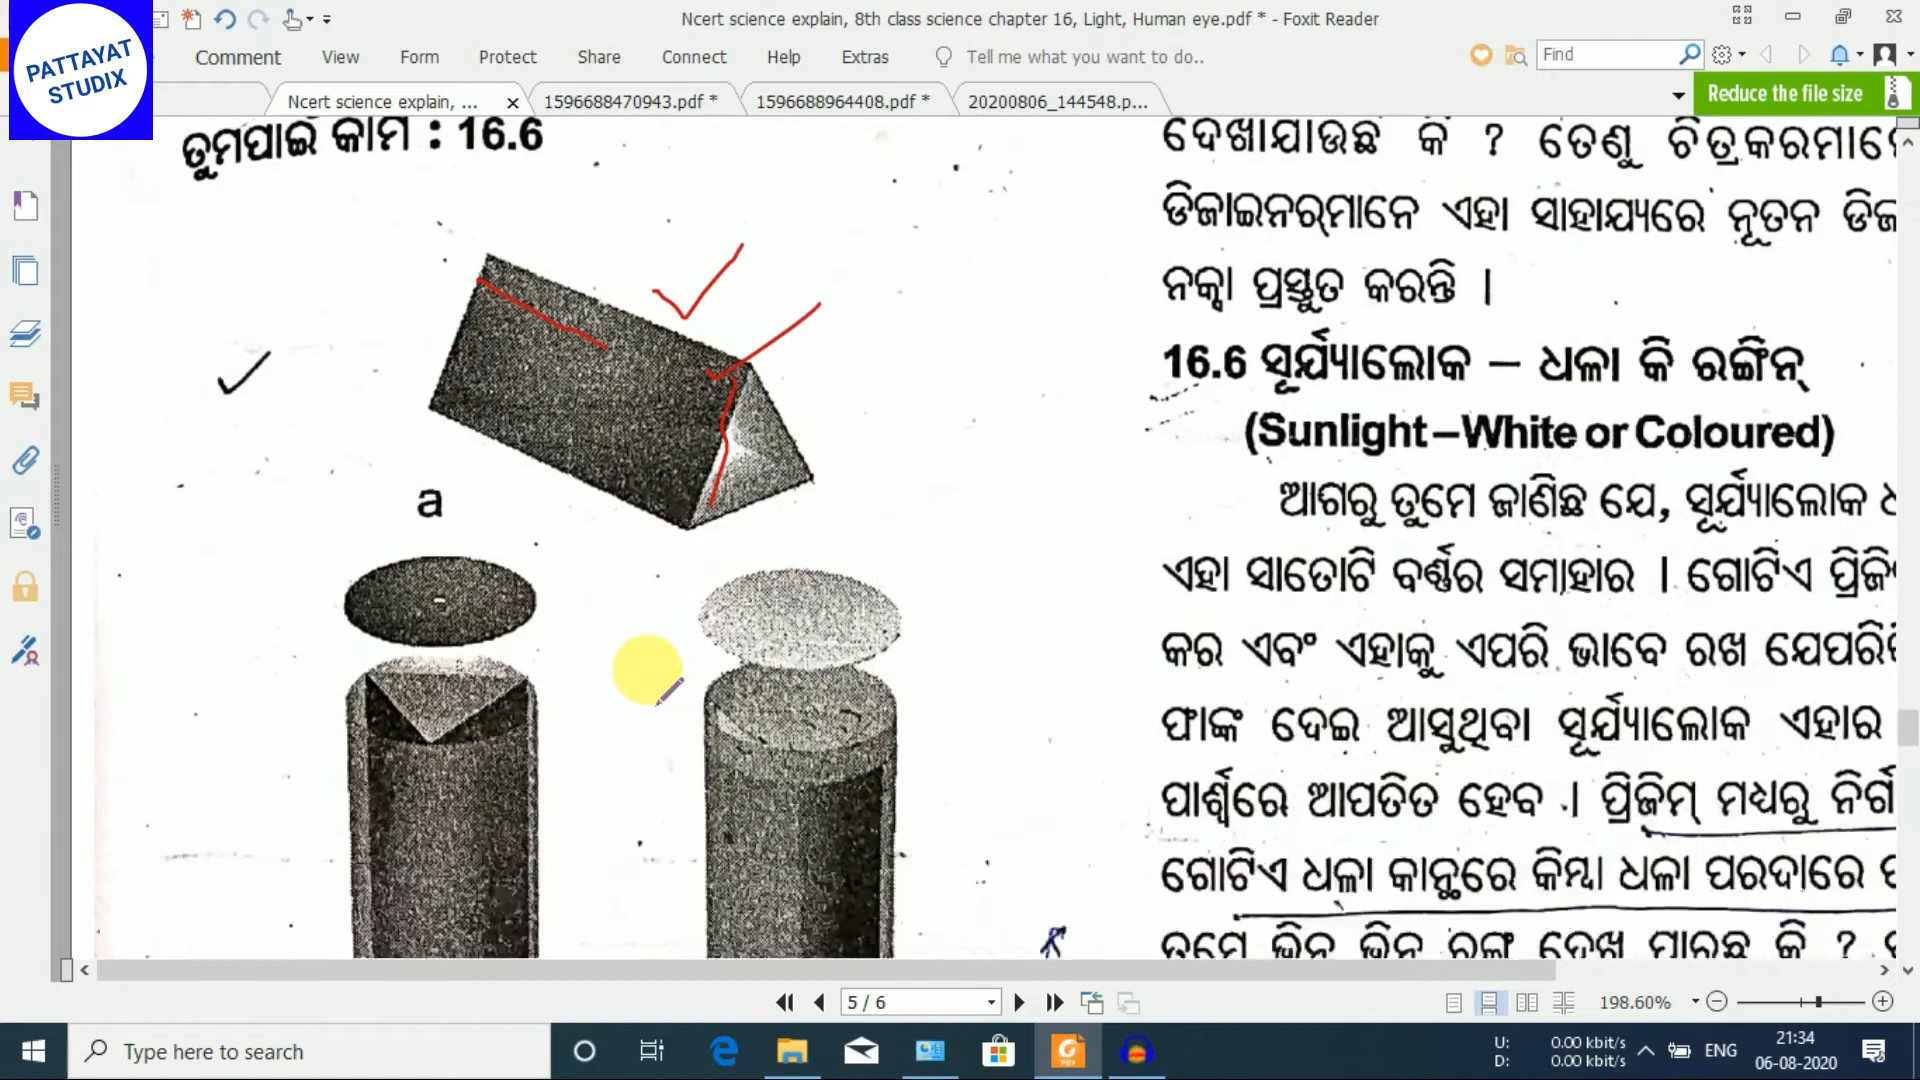 PATTAYAT
STUDIX
Ncert science explain, 8th class science chapter 16, Light, Human eye.pdf * - Foxit Reader
Comment View Form Protect Share Connect Help Extras Tell me what you want to do.. Find
Ncert science explain, ... 1596688470943.pdf * 1596688964408.pdf * 20200806_144548.p...
Reduce the file size
ତୁମପାଇଁ କାମ : 16.6
a
ଦେଖାଯାଉଛି କି ? ତେଣୁ
ଡିଜାଇନର୍‌ମାନେ ଏହା ସାହାଯ୍ୟରେ ନୂତନ
ନକ୍ସା ପ୍ରସ୍ତୁତ କରନ୍ତି ।
16.6 ସୂର୍ଯ୍ୟାଲୋକ – ଧଳା କି ରଙ୍ଗିନ୍
(Sunlight – White or Coloured)
ଆଗରୁ ତୁମେ ଜାଣିଛ ଯେ, ସୂର୍ଯ୍ୟାଲୋକ
ଏହା ସାତୋଟି ବର୍ଣ୍ଣର ସମାହାର । ଗୋଟିଏ
କର ଏବଂ ଏହାକୁ ଏପରି ଭାବେ ରଖ
ଫାଙ୍କ ଦେଇ ଆସୁଥିବା ସୂର୍ଯ୍ୟାଲୋକ ଏହାର
ପାର୍ଶ୍ୱରେ ଆପତିତ ହେବ । ପ୍ରିଜିମ୍ ମଧ୍ୟରୁ
ଗୋଟିଏ ଧଳା କାନ୍ଥରେ କିମ୍ବା ଧଳା ପରଦାରେ
ତୁମେ ଭିନ୍ନ ଭିନ୍ନ ରଙ୍ଗ ଦେଖି ପାରୁଛ କି ?
5 / 6
198.60%
Type here to search
U: 0.00 kbit/s
D: 0.00 kbit/s
ENG
21:34
06-08-2020